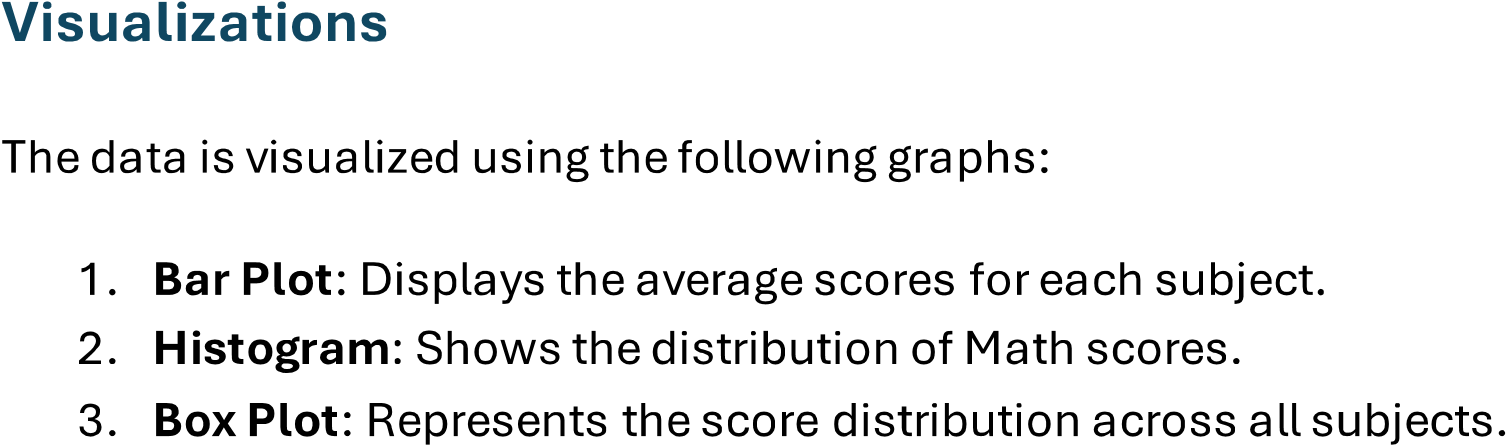 Visualizations
The data is visualized using the following graphs:
1. Bar Plot: Displays the average scores for each subject.
2. Histogram: Shows the distribution of Math scores.
3. Box Plot: Represents the score distribution across all subjects.